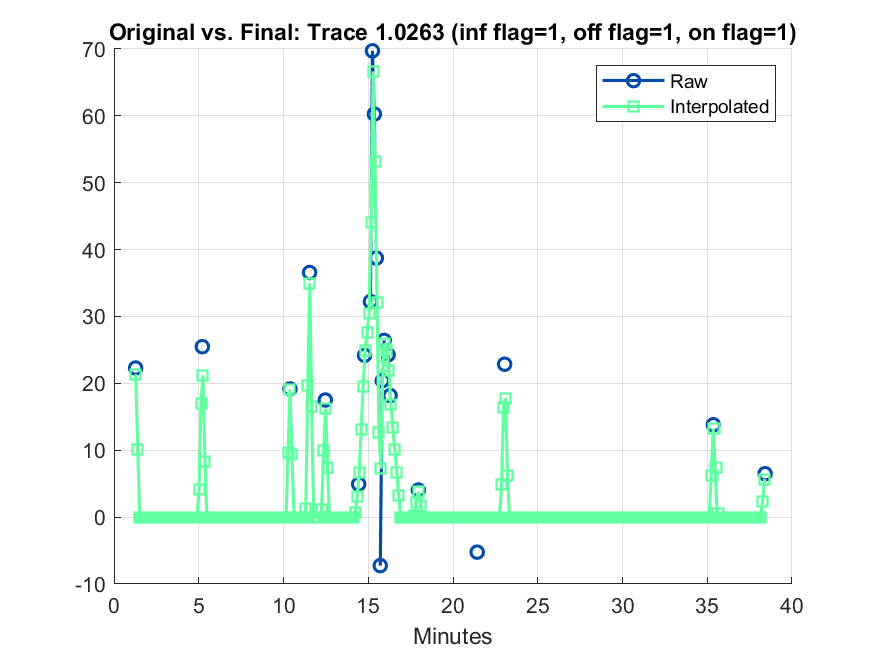 Original vs. Final: Trace 1.0263 (inf flag=1, off flag=1, on flag=1)
Raw
Interpolated
70
60
50
40
30
20
10
0
-10
0 5 10 15 20 25 30 35 40
Minutes